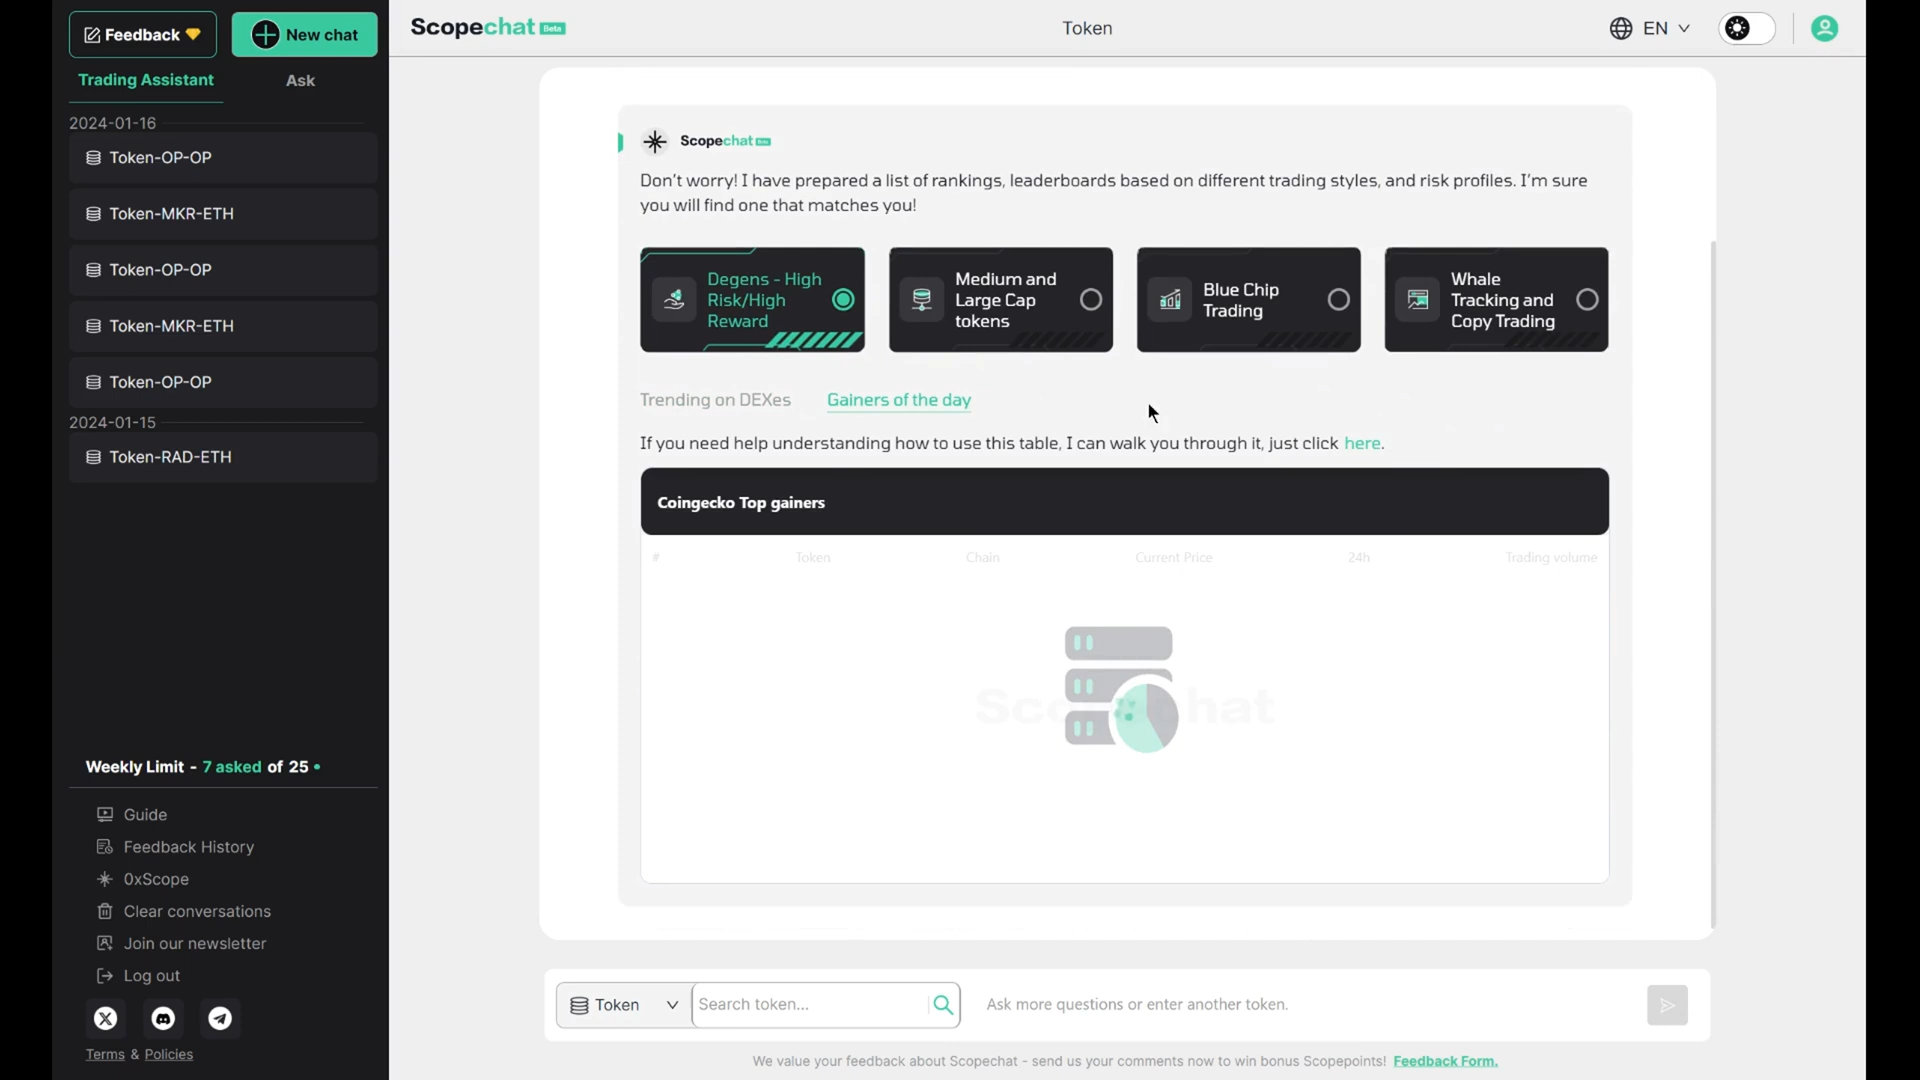 Feedback
New chat
Trading Assistant
Ask
2024-01-16
Token-OP-OP
Token-MKR-ETH
Token-OP-OP
Token-MKR-ETH
Token-OP-OP
2024-01-15
Token-RAD-ETH
Weekly Limit - 7 asked of 25
Guide
Feedback History
0xScope
Clear conversations
Join our newsletter
Log out
Terms & Policies
Scopechat Beta
Token
EN
Scopechat Beta
Don't worry! I have prepared a list of rankings, leaderboards based on different trading styles, and risk profiles. I'm sure
you will find one that matches you!
Degens - High
Risk/High
Reward
Medium and
Large Cap
tokens
Blue Chip
Trading
Whale
Tracking and
Copy Trading
Trending on DEXes
Gainers of the day
If you need help understanding how to use this table, I can walk you through it, just click here.
Coingecko Top gainers
# Token Chain Current Price 24h Trading volume
Token
Search token...
Ask more questions or enter another token.
We value your feedback about Scopechat - send us your comments now to win bonus Scopepoints! Feedback Form.